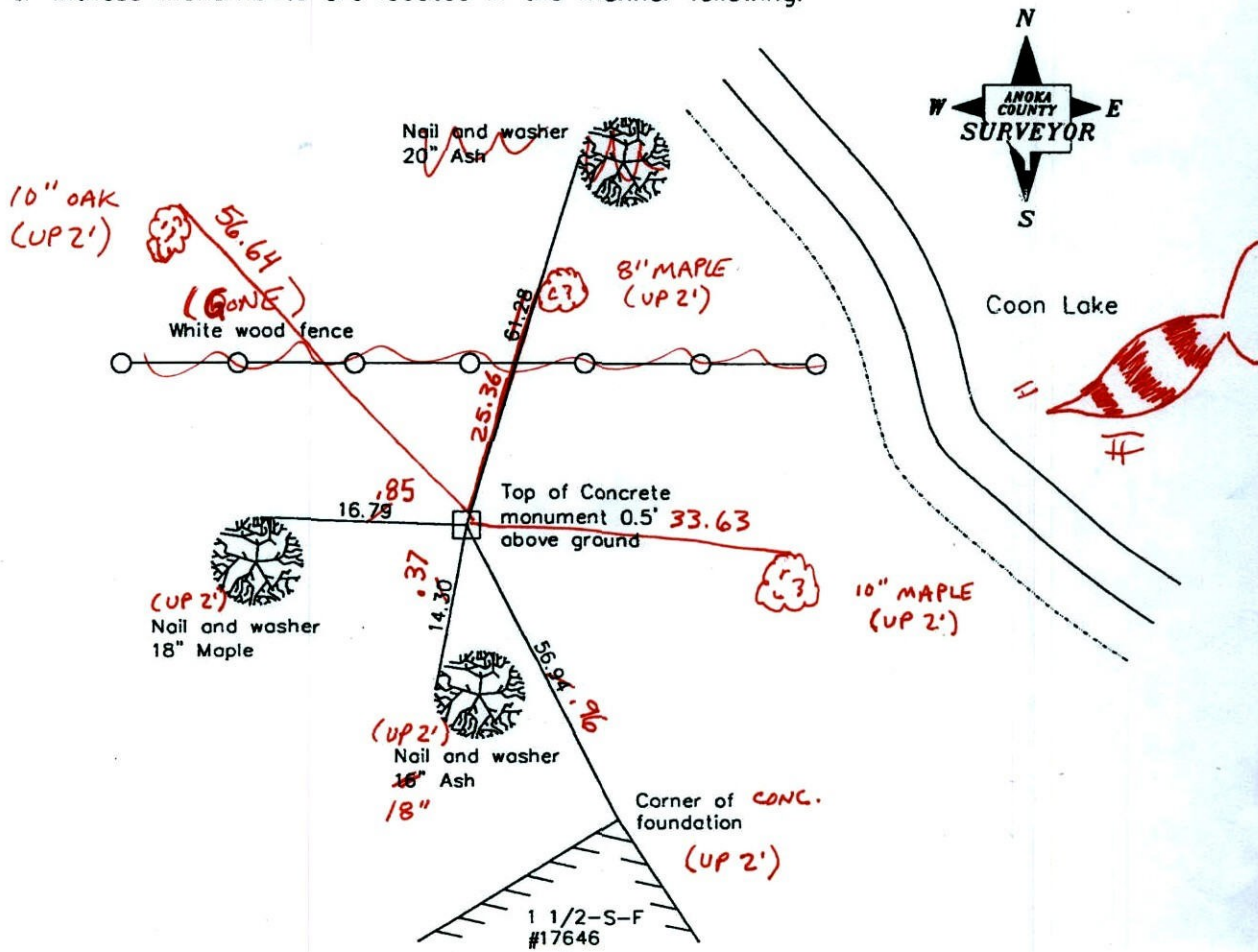 N
W ANOKA COUNTY E
SURVEYOR
S
Nail and washer
20" Ash
10" OAK
(UP 2')
56.64
8" MAPLE
(UP 2')
61.28
(GONE)
White wood fence
Coon Lake
25.36
16.79 .85
Top of Concrete
monument 0.5'
above ground
33.63
10" MAPLE
(UP 2')
(UP 2')
Nail and washer
18" Maple
.37
14.30
56.94 .96
(UP 2')
Nail and washer
16" Ash
18"
Corner of CONC.
foundation
(UP 2')
1 1/2-S-F
#17646